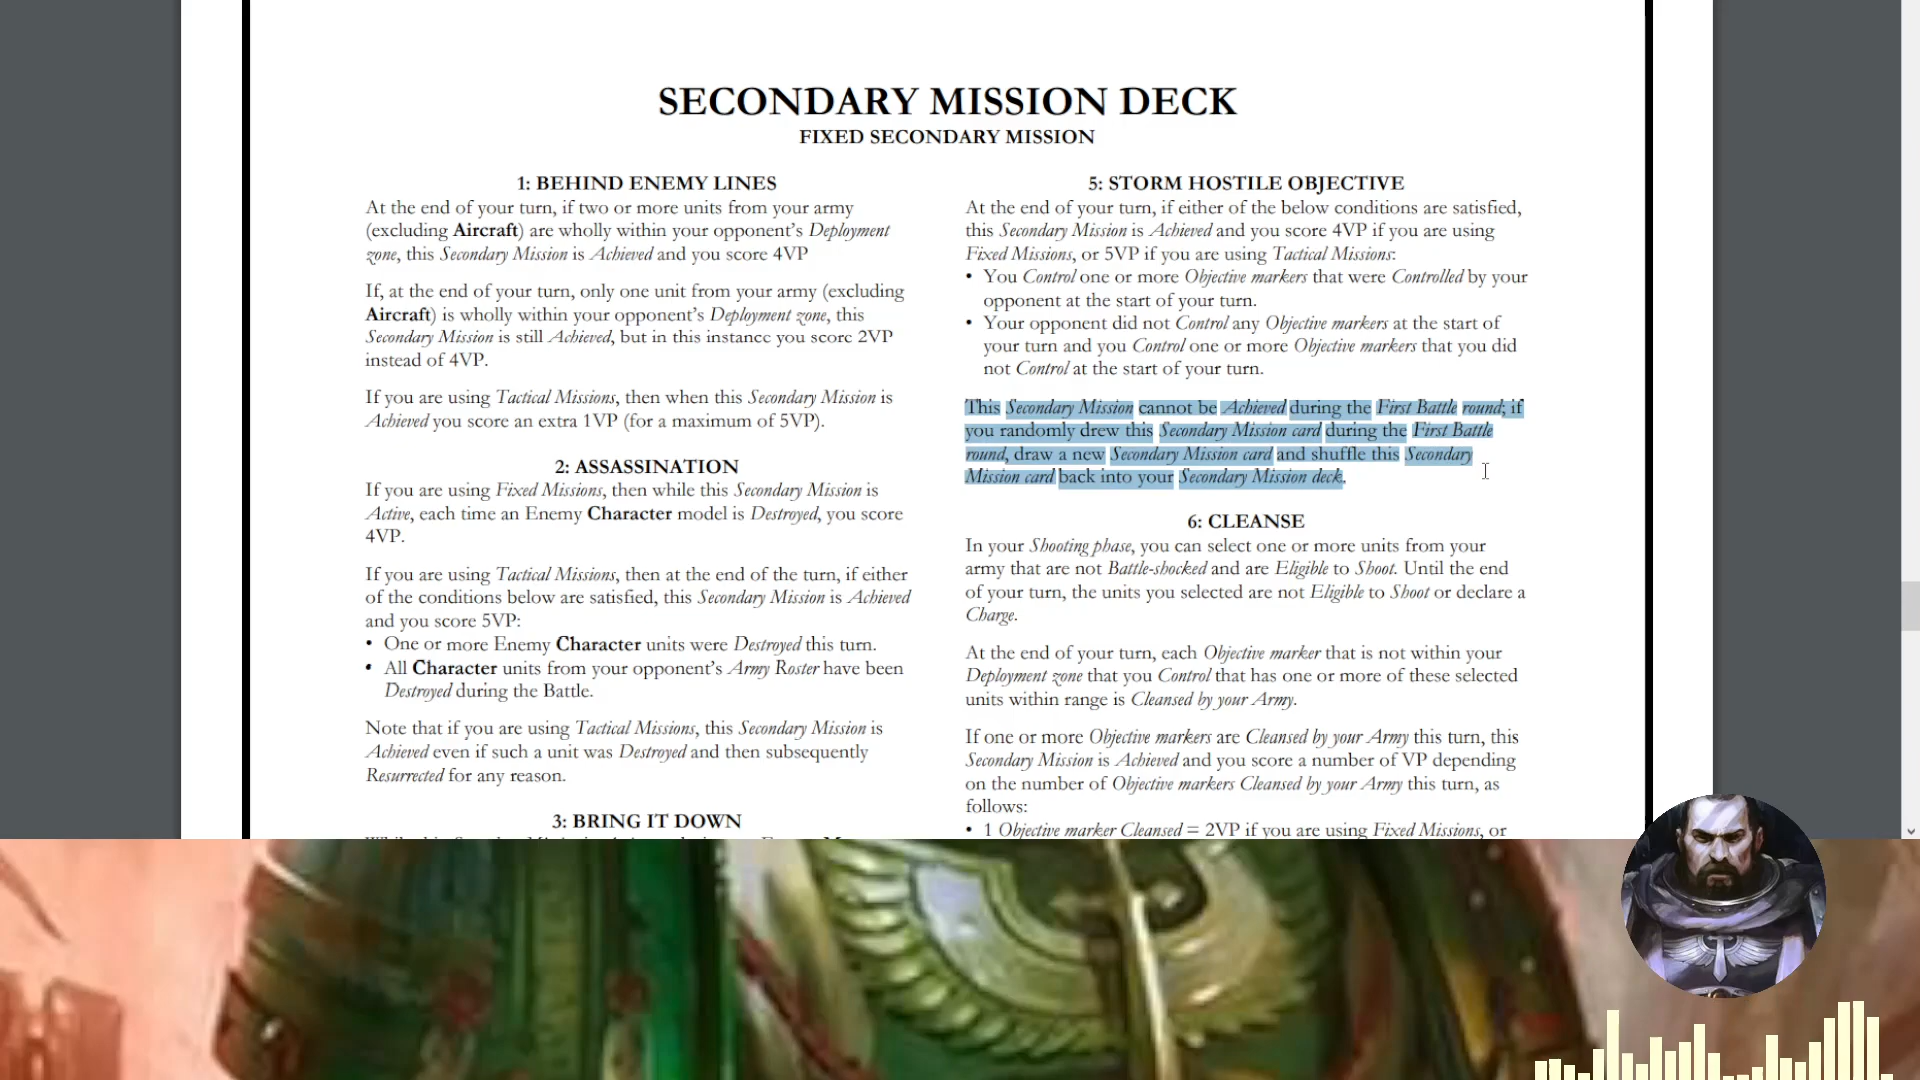 SECONDARY MISSION DECK
FIXED SECONDARY MISSION
1: BEHIND ENEMY LINES
At the end of your turn, if two or more units from your army
(excluding Aircraft) are wholly within your opponent's Deployment
zone, this Secondary Mission is Achieved and you score 4VP
If, at the end of your turn, only one unit from your army (excluding
Aircraft) is wholly within your opponent's Deployment zone, this
Secondary Mission is still Achieved, but in this instance you score 2VP
instead of 4VP.
If you are using Tactical Missions, then when this Secondary Mission is
Achieved you score an extra 1VP (for a maximum of 5VP).
2: ASSASSINATION
If you are using Fixed Missions, then while this Secondary Mission is
Active, each time an Enemy Character model is Destroyed, you score
4VP.
If you are using Tactical Missions, then at the end of the turn, if either
of the conditions below are satisfied, this Secondary Mission is Achieved
and you score 5VP:
• One or more Enemy Character units were Destroyed this turn.
• All Character units from your opponent's Army Roster have been
Destroyed during the Battle.
Note that if you are using Tactical Missions, this Secondary Mission is
Achieved even if such a unit was Destroyed and then subsequently
Resurrected for any reason.
3: BRING IT DOWN
5: STORM HOSTILE OBJECTIVE
At the end of your turn, if either of the below conditions are satisfied,
this Secondary Mission is Achieved and you score 4VP if you are using
Fixed Missions, or 5VP if you are using Tactical Missions:
• You Control one or more Objective markers that were Controlled by your
opponent at the start of your turn.
• Your opponent did not Control any Objective markers at the start of
your turn and you Control one or more Objective markers that you did
not Control at the start of your turn.
This Secondary Mission cannot be Achieved during the First Battle round; if
you randomly drew this Secondary Mission card during the First Battle
round, draw a new Secondary Mission card and shuffle this Secondary
Mission card back into your Secondary Mission deck.
6: CLEANSE
In your Shooting phase, you can select one or more units from your
army that are not Battle-shocked and are Eligible to Shoot. Until the end
of your turn, the units you selected are not Eligible to Shoot or declare a
Charge.
At the end of your turn, each Objective marker that is not within your
Deployment zone that you Control that has one or more of these selected
units within range is Cleansed by your Army.
If one or more Objective markers are Cleansed by your Army this turn, this
Secondary Mission is Achieved and you score a number of VP depending
on the number of Objective markers Cleansed by your Army this turn, as
follows:
• 1 Objective marker Cleansed = 2VP if you are using Fixed Missions, or